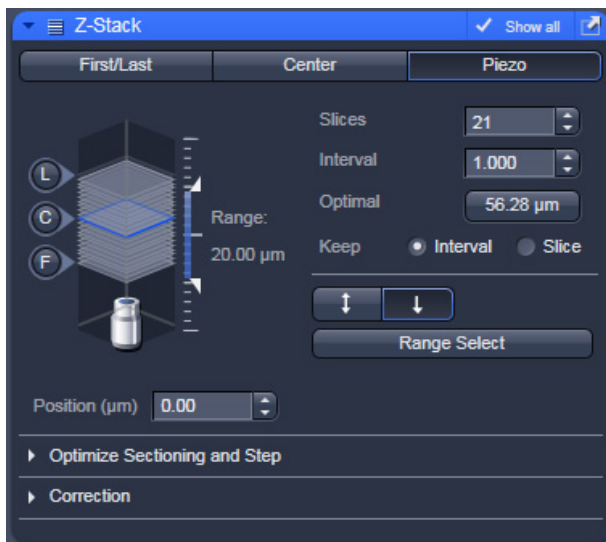 Z-Stack Show all
First/Last Center Piezo
Slices 21
Interval 1.000
Optimal 56.28 µm
Keep Interval Slice
L
C
F
Range:
20.00 µm
Range Select
Position (µm) 0.00
Optimize Sectioning and Step
Correction